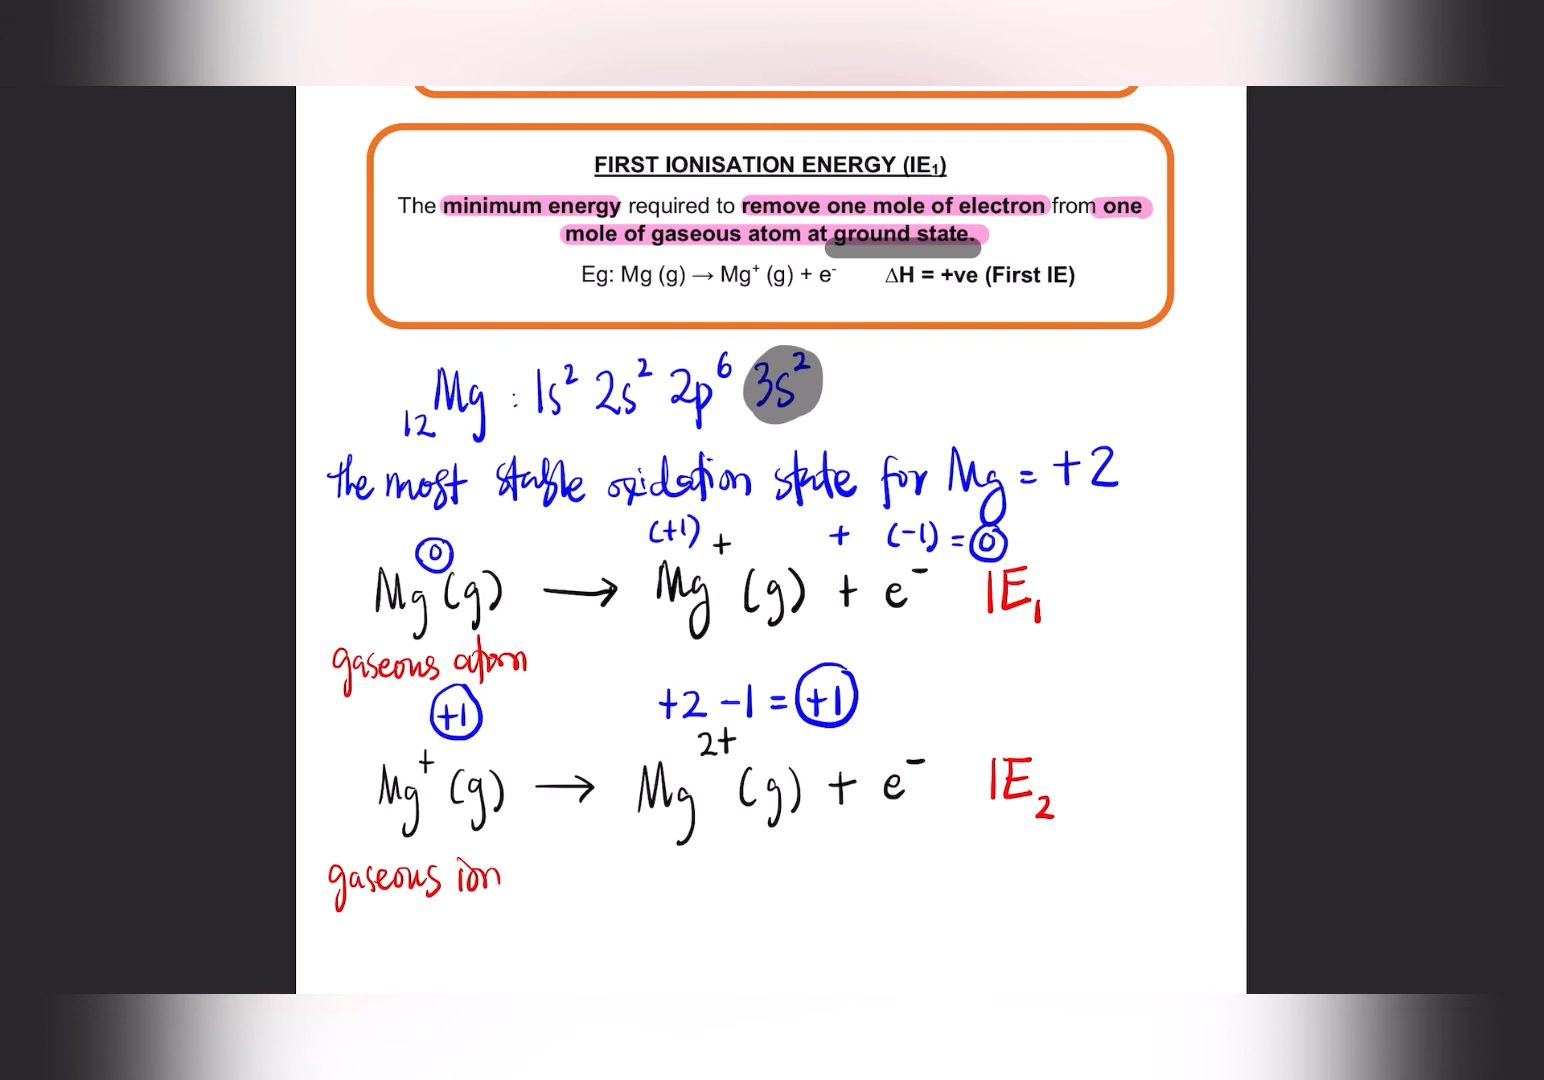 FIRST IONISATION ENERGY (IE₁)
The minimum energy required to remove one mole of electron from one
mole of gaseous atom at ground state.
Eg: Mg (g) → Mg⁺ (g) + e⁻ ΔH = +ve (First IE)
₁₂Mg : 1s² 2s² 2p⁶ 3s²
the most stable oxidation state for Mg = +2
0 (+1) + (-1) = 0
Mg (g) → Mg⁺ (g) + e⁻ IE₁
gaseous atom
+1 +2 -1 = +1
Mg⁺ (g) → Mg²⁺ (g) + e⁻ IE₂
gaseous ion